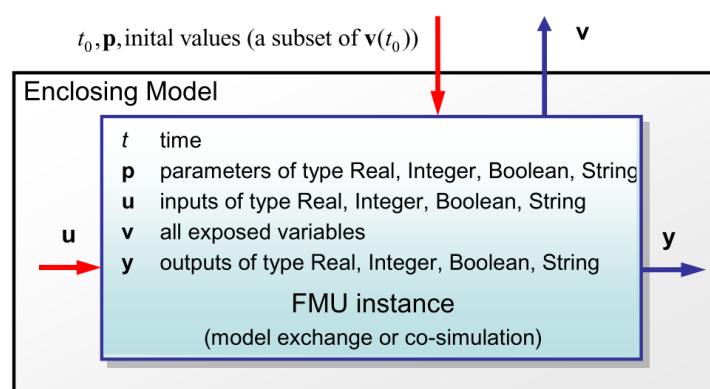 t0,p,inital values (a subset of v(t0))
v
Enclosing Model
t time
p parameters of type Real, Integer, Boolean, String
u inputs of type Real, Integer, Boolean, String
v all exposed variables
u
y
y outputs of type Real, Integer, Boolean, String
FMU instance
(model exchange or co-simulation)